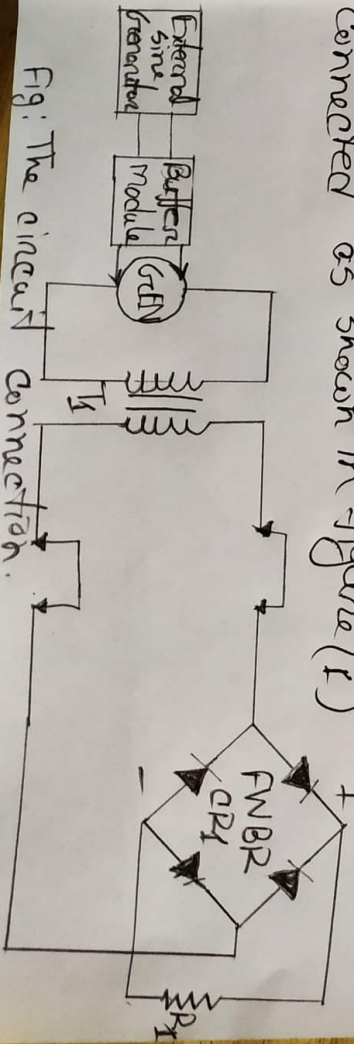 Connected as shown in figure (1)
External
sine
Generator
Buffer
Module
GEN
T1
+
FWBR
CR1
-
R1
Fig: The circuit connection.